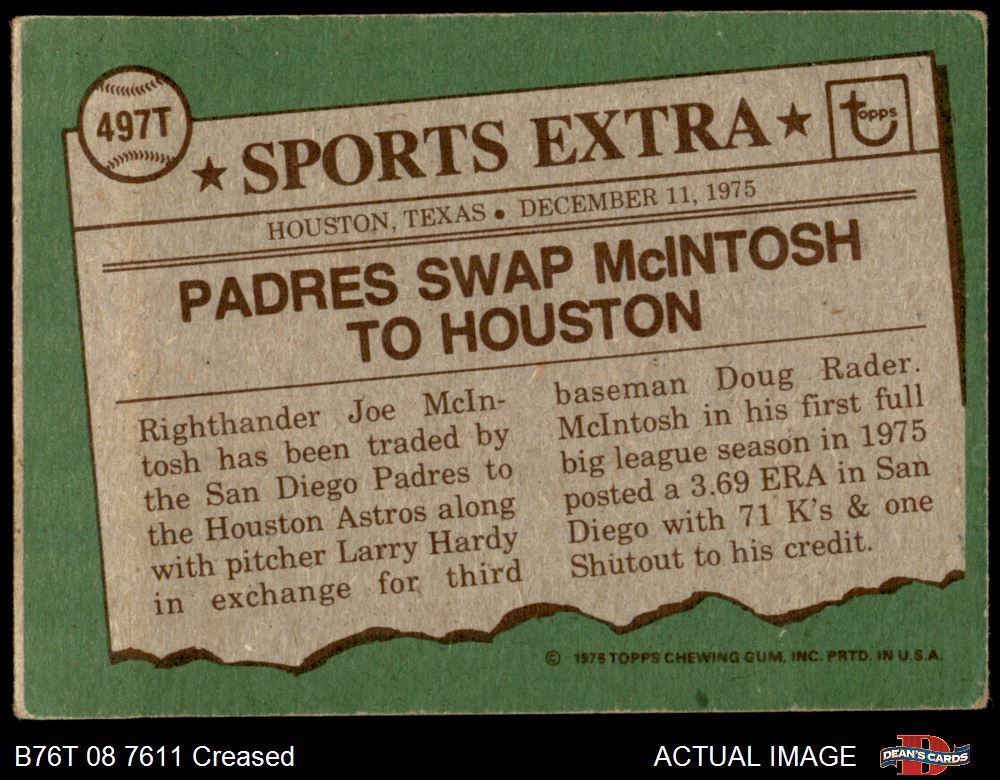 497T
★ SPORTS EXTRA ★
Topps
HOUSTON, TEXAS • DECEMBER 11, 1975
PADRES SWAP McINTOSH
TO HOUSTON
Righthander Joe McIn-
tosh has been traded by
the San Diego Padres to
the Houston Astros along
with pitcher Larry Hardy
in exchange for third
baseman Doug Rader.
McIntosh in his first full
big league season in 1975
posted a 3.69 ERA in San
Diego with 71 K's & one
Shutout to his credit.
© 1976 TOPPS CHEWING GUM, INC. PRTD. IN U.S.A.
B76T 08 7611 Creased
ACTUAL IMAGE
D
DEAN'S CARDS